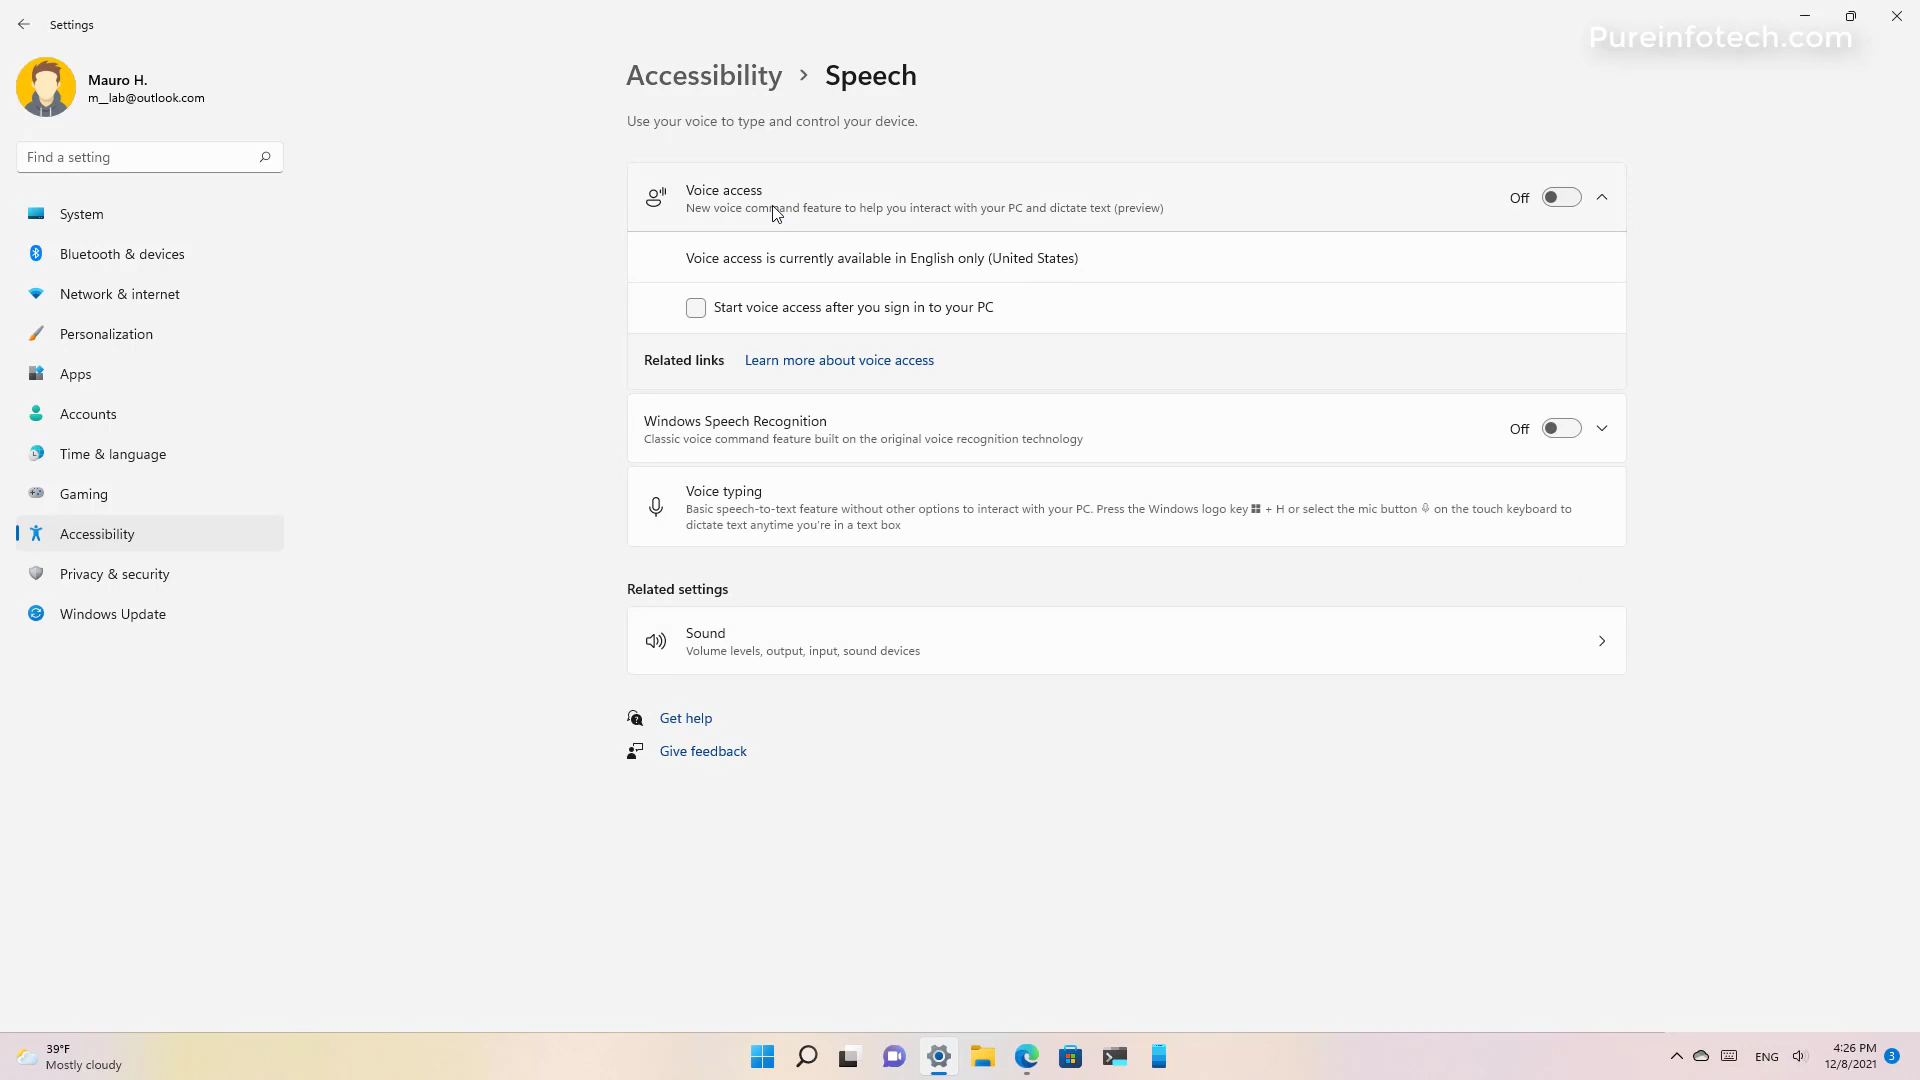 Settings
Pureinfotech.com
Mauro H.
m__lab@outlook.com
Find a setting
System
Bluetooth & devices
Network & internet
Personalization
Apps
Accounts
Time & language
Gaming
Accessibility
Privacy & security
Windows Update
Accessibility > Speech
Use your voice to type and control your device.
Voice access
New voice command feature to help you interact with your PC and dictate text (preview)
Off
Voice access is currently available in English only (United States)
Start voice access after you sign in to your PC
Related links Learn more about voice access
Windows Speech Recognition
Classic voice command feature built on the original voice recognition technology
Off
Voice typing
Basic speech-to-text feature without other options to interact with your PC. Press the Windows logo key + H or select the mic button on the touch keyboard to
dictate text anytime you're in a text box
Related settings
Sound
Volume levels, output, input, sound devices
Get help
Give feedback
39°F
Mostly cloudy
ENG
4:26 PM
12/8/2021
3